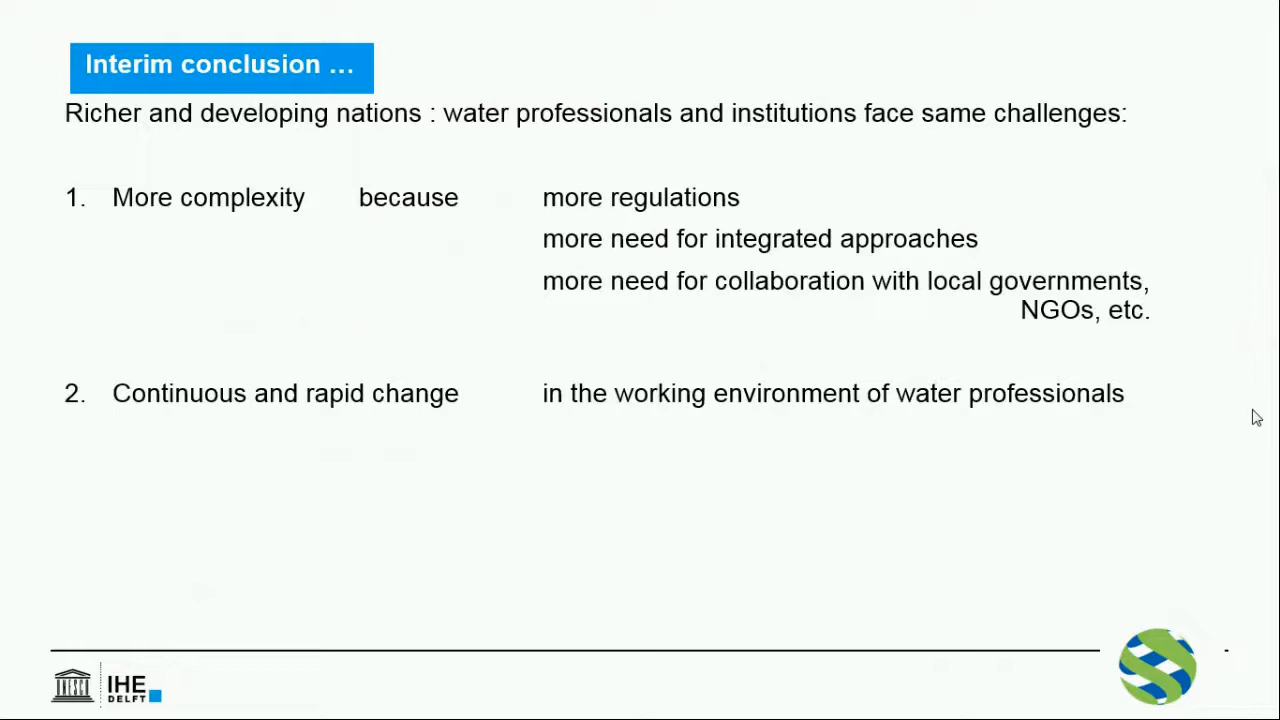 Interim conclusion ...
Richer and developing nations : water professionals and institutions face same challenges:
1. More complexity because more regulations
more need for integrated approaches
more need for collaboration with local governments,
NGOs, etc.
2. Continuous and rapid change in the working environment of water professionals
UNESCO
IHE
DELFT